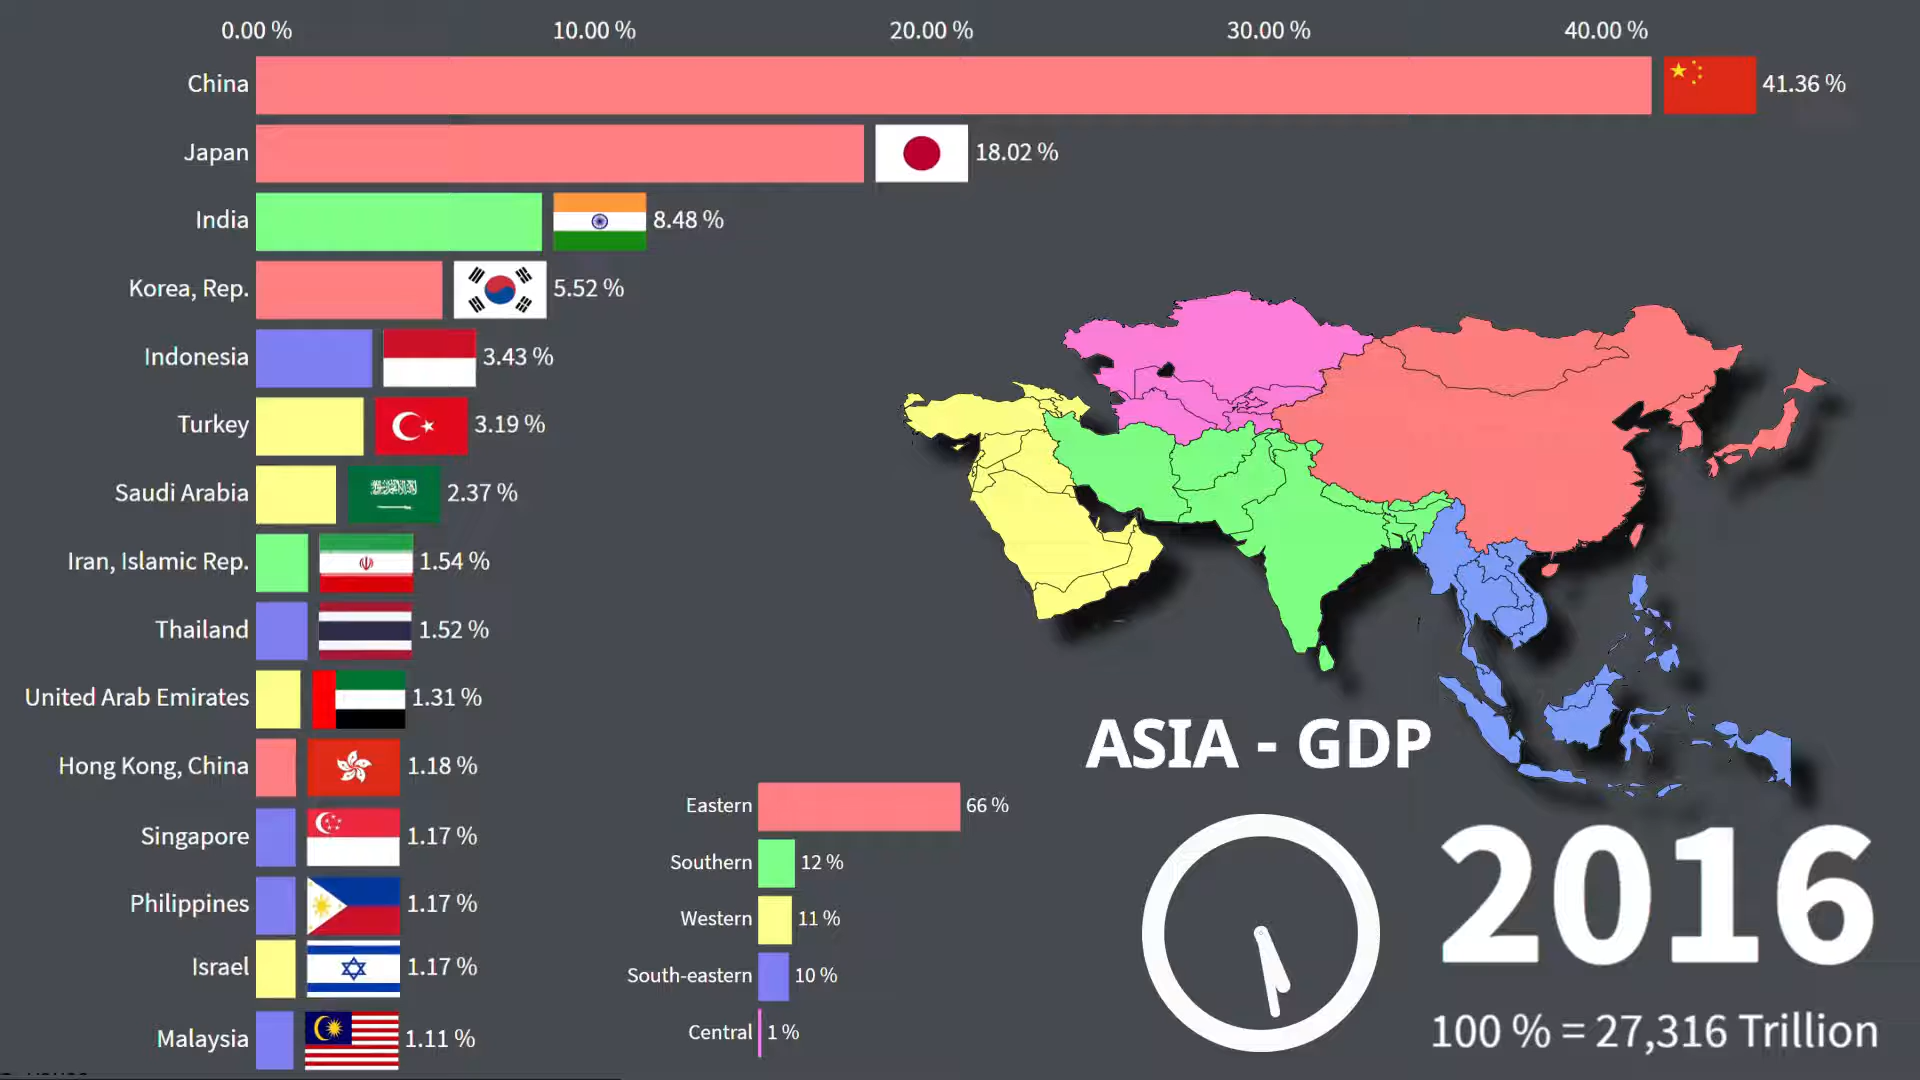 0.00 % 10.00 % 20.00 % 30.00 % 40.00 %
China 41.36 %
Japan 18.02 %
India 8.48 %
Korea, Rep. 5.52 %
Indonesia 3.43 %
Turkey 3.19 %
Saudi Arabia 2.37 %
Iran, Islamic Rep. 1.54 %
Thailand 1.52 %
United Arab Emirates 1.31 %
Hong Kong, China 1.18 %
Singapore 1.17 %
Philippines 1.17 %
Israel 1.17 %
Malaysia 1.11 %
ASIA - GDP
Eastern 66 %
Southern 12 %
Western 11 %
South-eastern 10 %
Central 1 %
2016
100 % = 27,316 Trillion